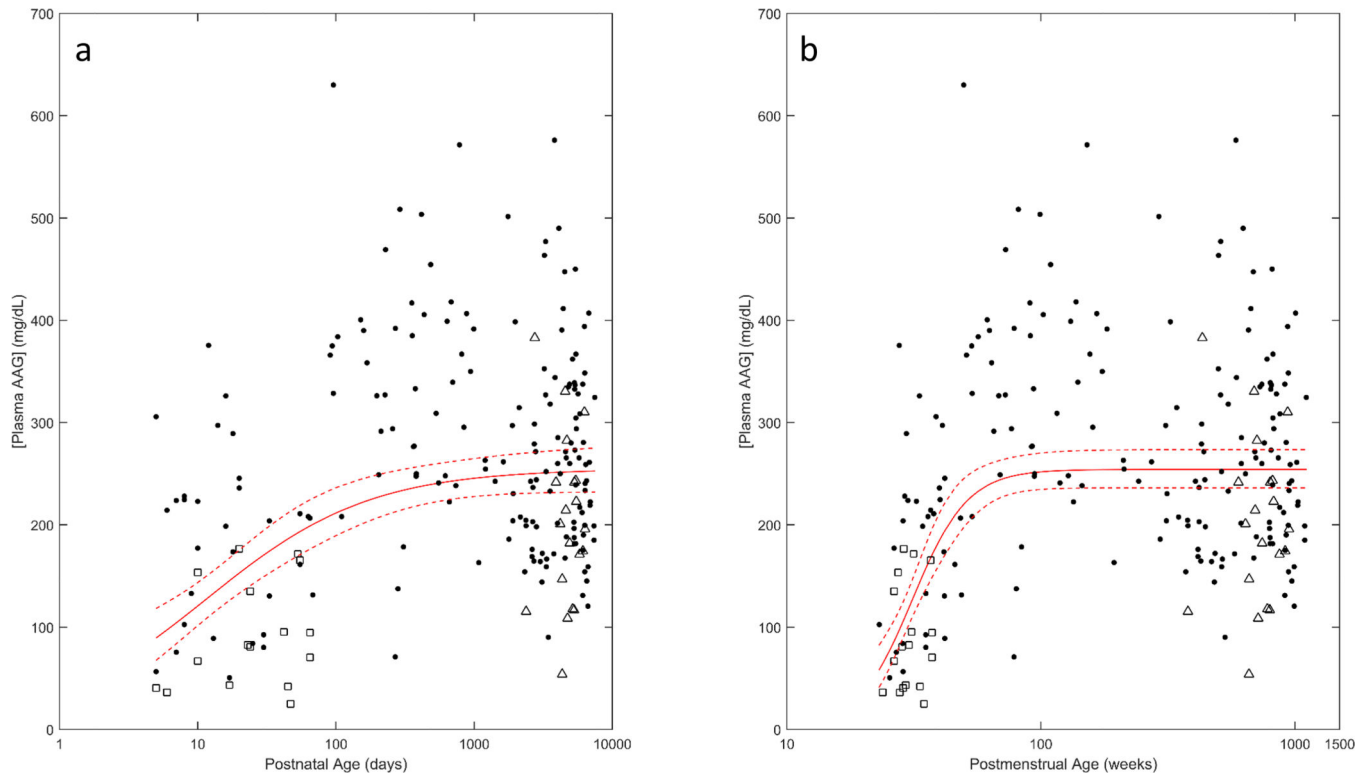 a
700
600
500
400
300
200
100
0
[Plasma AAG] (mg/dL)
1 10 100 1000 10000
Postnatal Age (days)
b
700
600
500
400
300
200
100
0
[Plasma AAG] (mg/dL)
10 100 1000 1500
Postmenstrual Age (weeks)